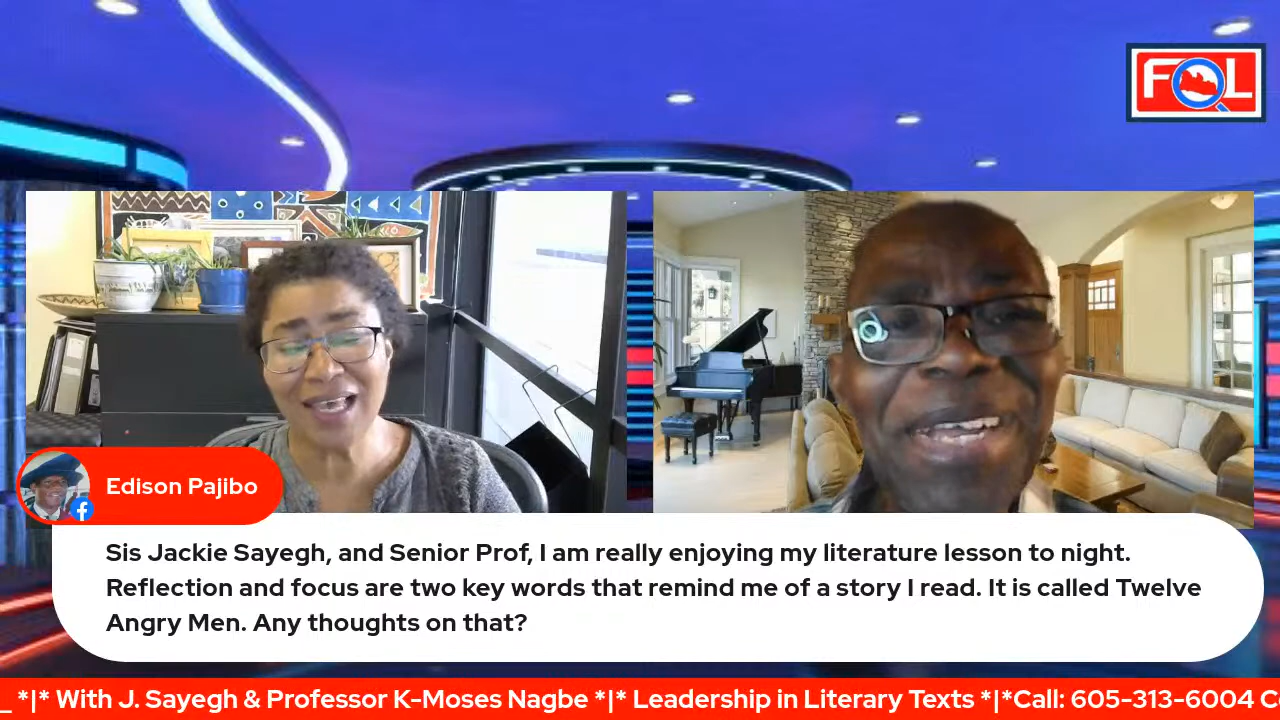 FQL
Edison Pajibo
Sis Jackie Sayegh, and Senior Prof, I am really enjoying my literature lesson to night.
Reflection and focus are two key words that remind me of a story I read. It is called Twelve
Angry Men. Any thoughts on that?
_ *|* With J. Sayegh & Professor K-Moses Nagbe *|* Leadership in Literary Texts *|*Call: 605-313-6004 C